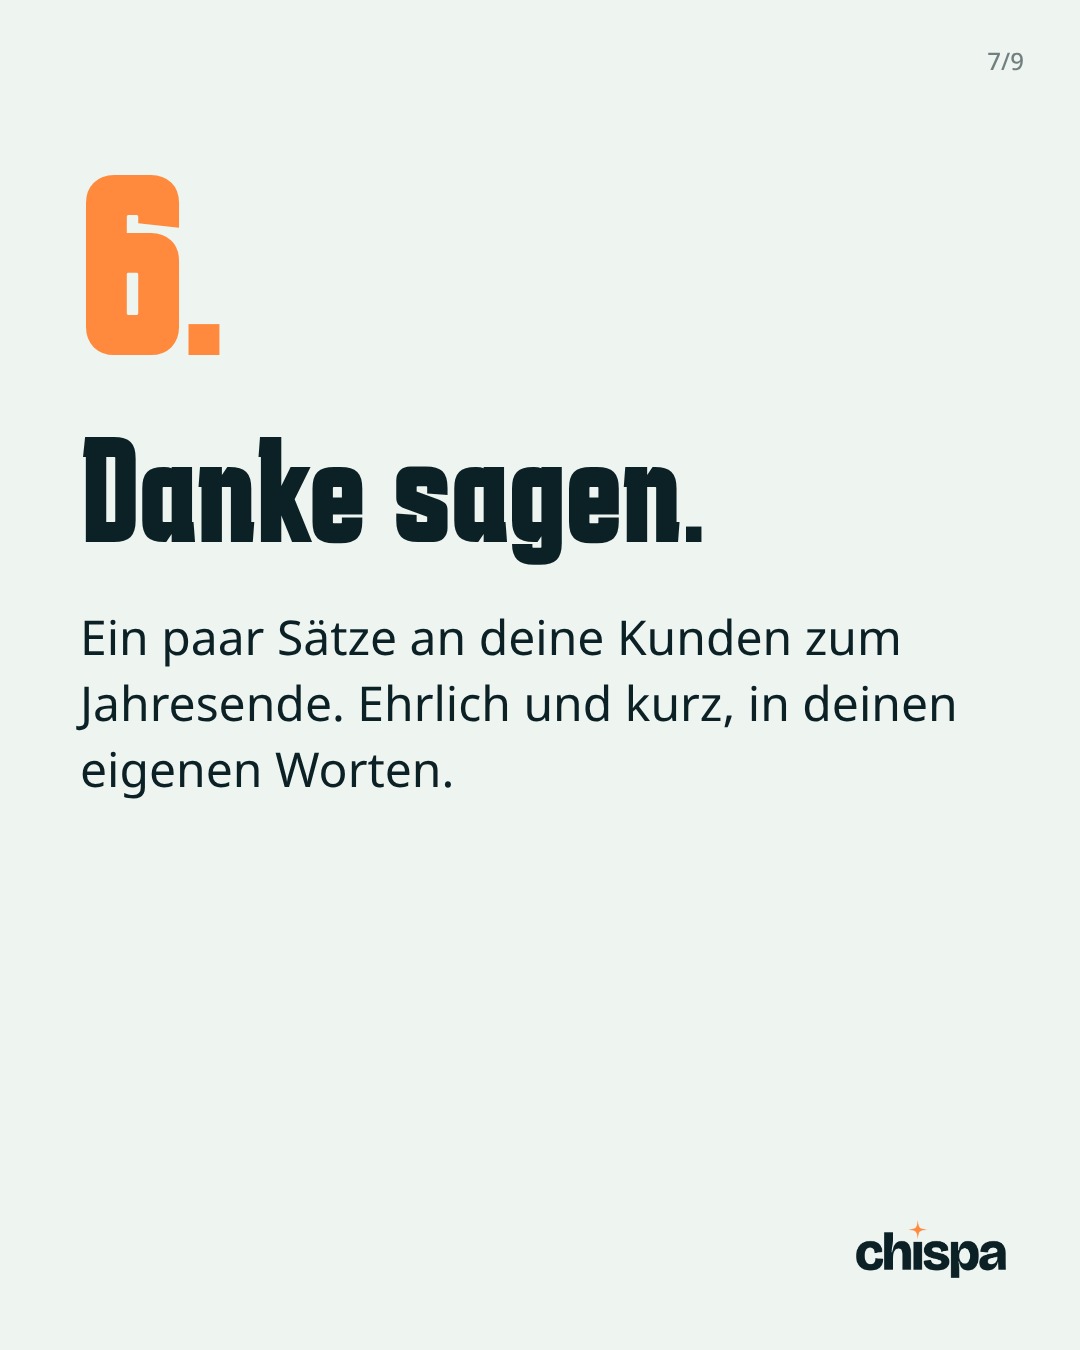 7/9
6.
Danke sagen.
Ein paar Sätze an deine Kunden zum
Jahresende. Ehrlich und kurz, in deinen
eigenen Worten.
chispa